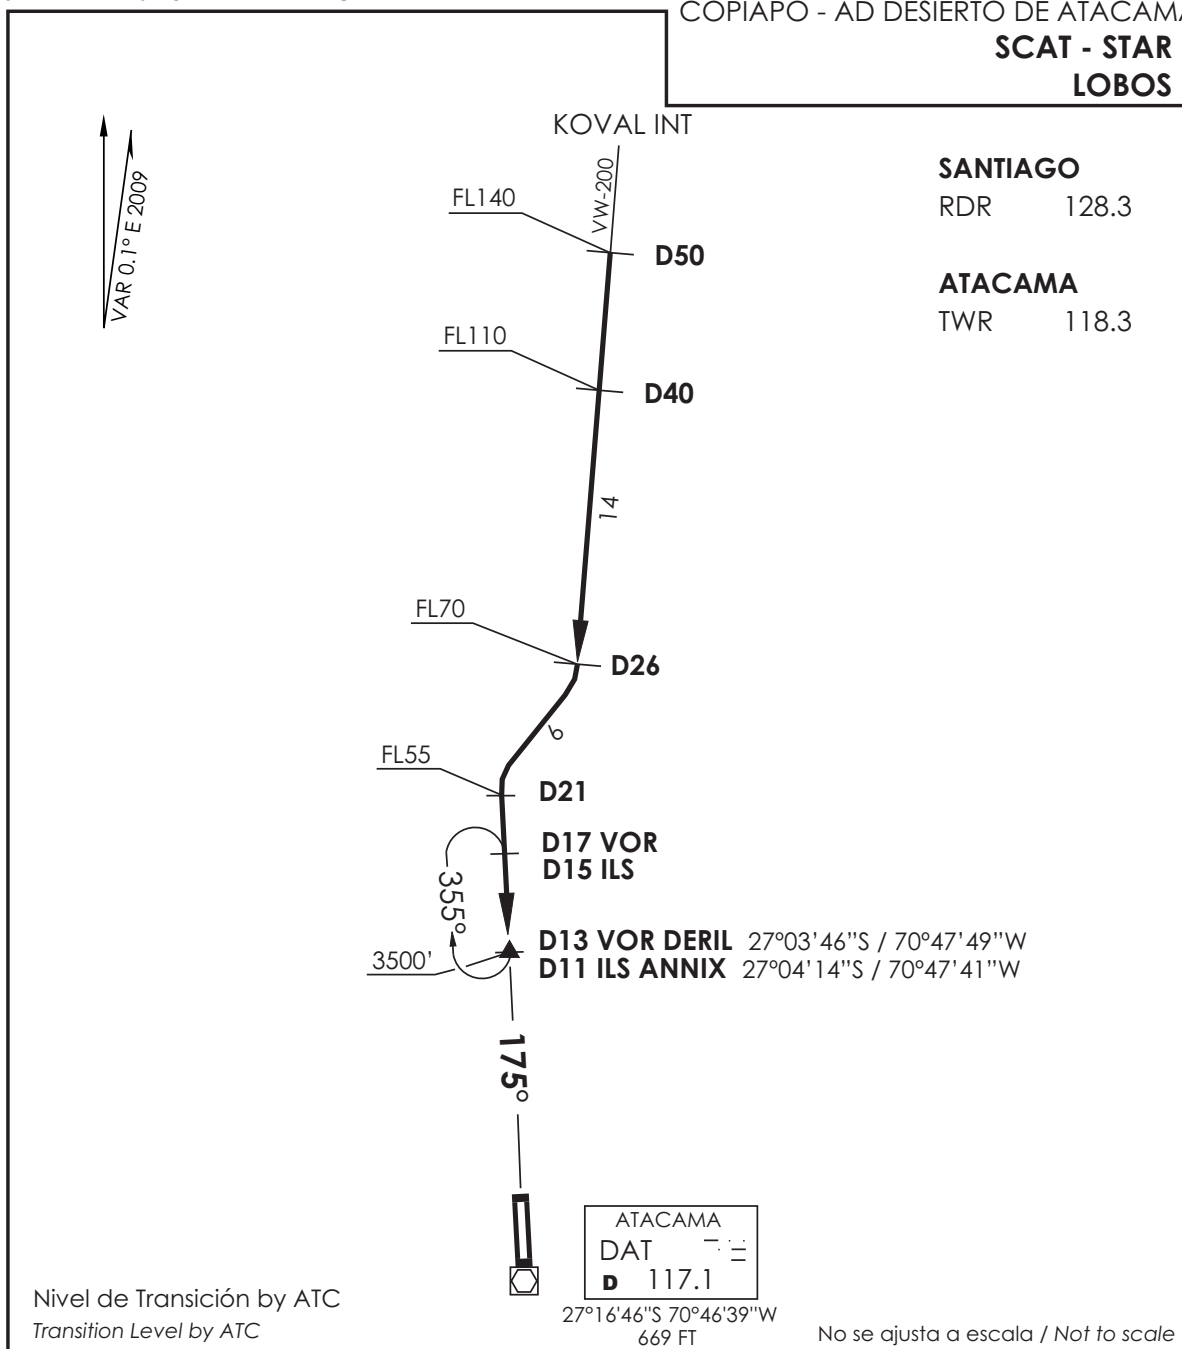 COPIAPO - AD DESIERTO DE ATACAMA
SCAT - STAR
LOBOS
KOVAL INT
VAR 0.1° E 2009
VW-200
SANTIAGO
RDR 128.3
ATACAMA
TWR 118.3
FL140
D50
FL110
D40
14
FL70
D26
6
FL55
D21
D17 VOR
D15 ILS
355°
D13 VOR DERIL 27°03'46”S / 70°47'49”W
D11 ILS ANNIX 27°04'14”S / 70°47'41”W
3500'
175°
ATACAMA
DAT
D 117.1
27°16'46"S 70°46'39"W
669 FT
Nivel de Transición by ATC
Transition Level by ATC
No se ajusta a escala / Not to scale